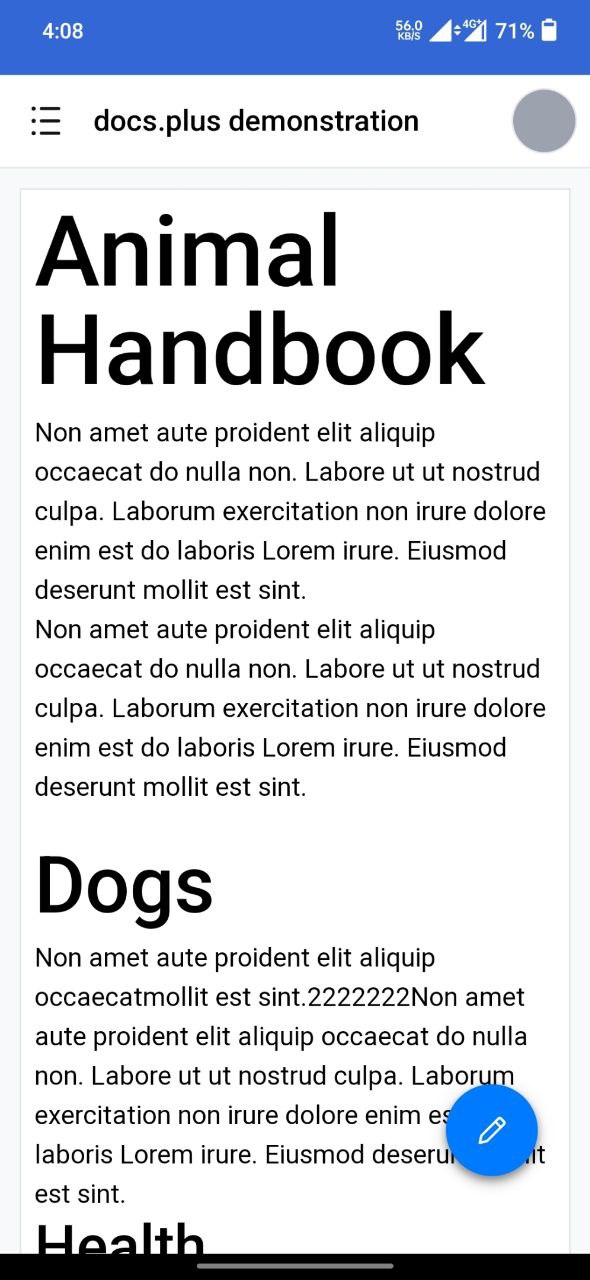 4:08
56.0
KB/S
4G+
71%
docs.plus demonstration
Animal
Handbook
Non amet aute proident elit aliquip
occaecat do nulla non. Labore ut ut nostrud
culpa. Laborum exercitation non irure dolore
enim est do laboris Lorem irure. Eiusmod
deserunt mollit est sint.
Non amet aute proident elit aliquip
occaecat do nulla non. Labore ut ut nostrud
culpa. Laborum exercitation non irure dolore
enim est do laboris Lorem irure. Eiusmod
deserunt mollit est sint.
Dogs
Non amet aute proident elit aliquip
occaecatmollit est sint.2222222Non amet
aute proident elit aliquip occaecat do nulla
non. Labore ut ut nostrud culpa. Laborum
exercitation non irure dolore enim
laboris Lorem irure. Eiusmod
est sint.
Health